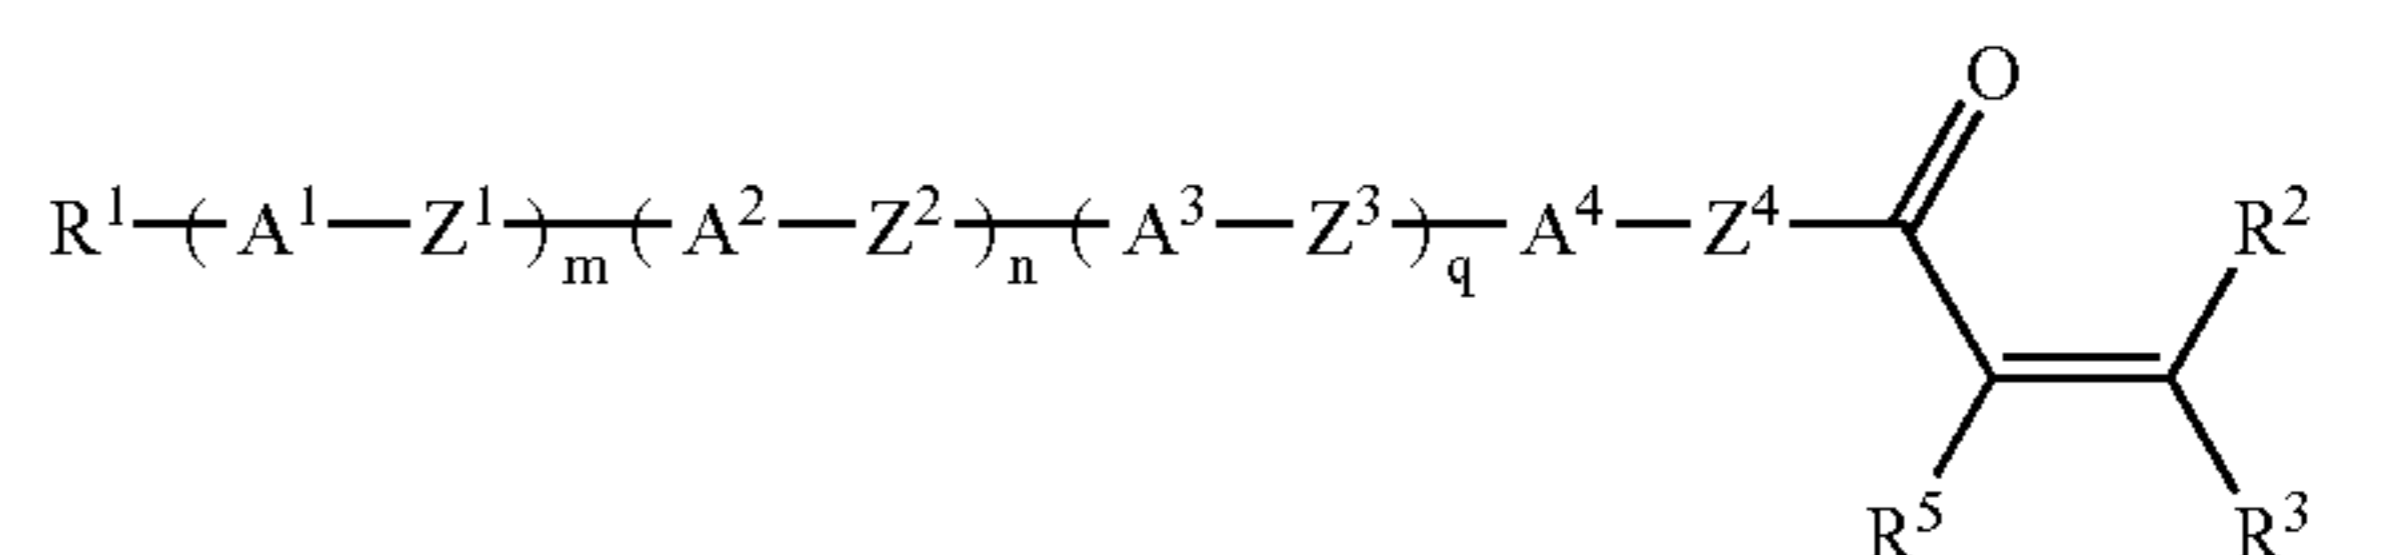 O
R¹—(A¹—Z¹)ₘ—(A²—Z²)ₙ—(A³—Z³)q—A⁴—Z⁴ R²
R⁵ R³